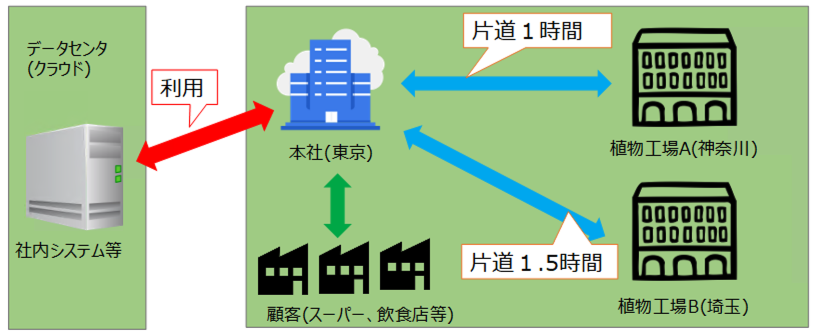 データセンタ
(クラウド)
利用
片道１時間
本社(東京)
植物工場A(神奈川)
社内システム等
片道１.5時間
顧客(スーパー、飲食店等)
植物工場B(埼玉)